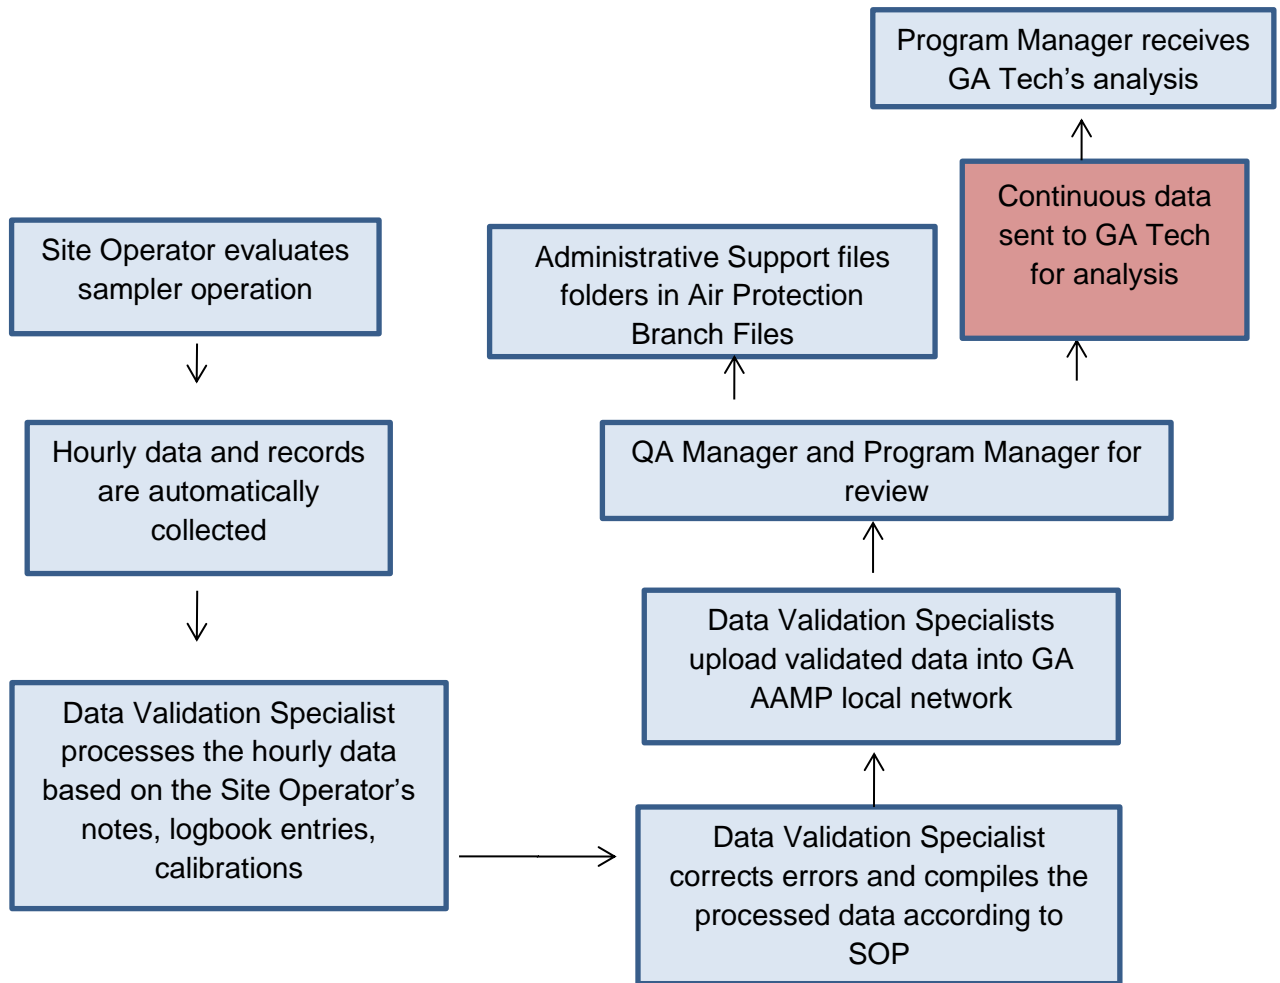 Program Manager receives
GA Tech's analysis
Continuous data
sent to GA Tech
for analysis
Site Operator evaluates
sampler operation
Administrative Support files
folders in Air Protection
Branch Files
Hourly data and records
are automatically
collected
QA Manager and Program Manager for
review
Data Validation Specialists
upload validated data into GA
AAMP local network
Data Validation Specialist
processes the hourly data
based on the Site Operator’s
notes, logbook entries,
calibrations
Data Validation Specialist
corrects errors and compiles the
processed data according to
SOP